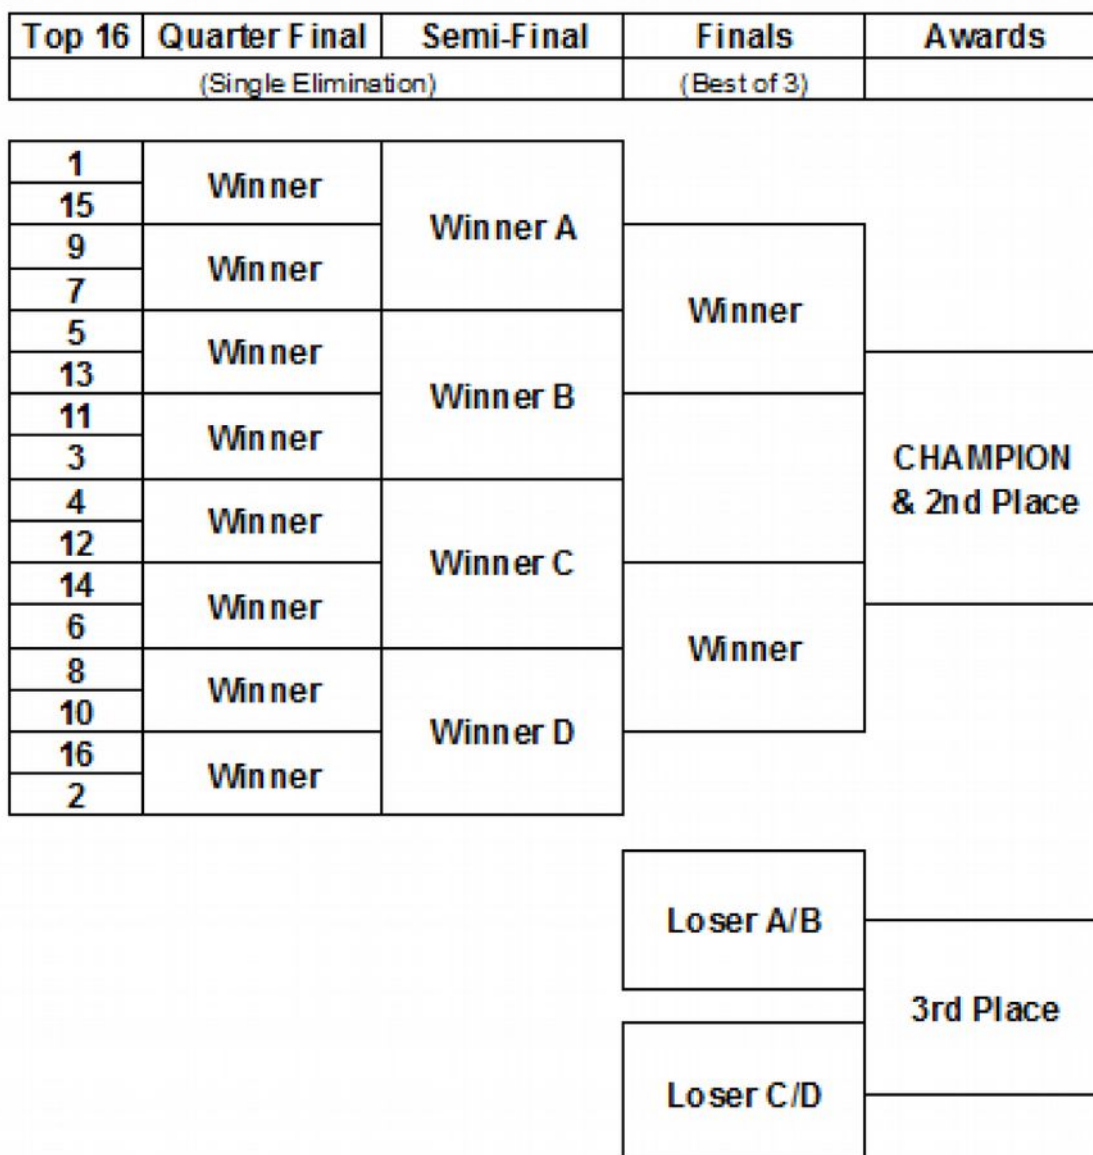 Top 16 Quarter Final Semi-Final Finals Awards
(Single Elimination) (Best of 3)
1
15
Winner
9
7
Winner
Winner A
5
13
Winner
11
3
Winner
Winner B
Winner
4
12
Winner
14
6
Winner
Winner C
8
10
Winner
16
2
Winner
Winner D
Winner
CHAMPION
& 2nd Place
Loser A/B
Loser C/D
3rd Place